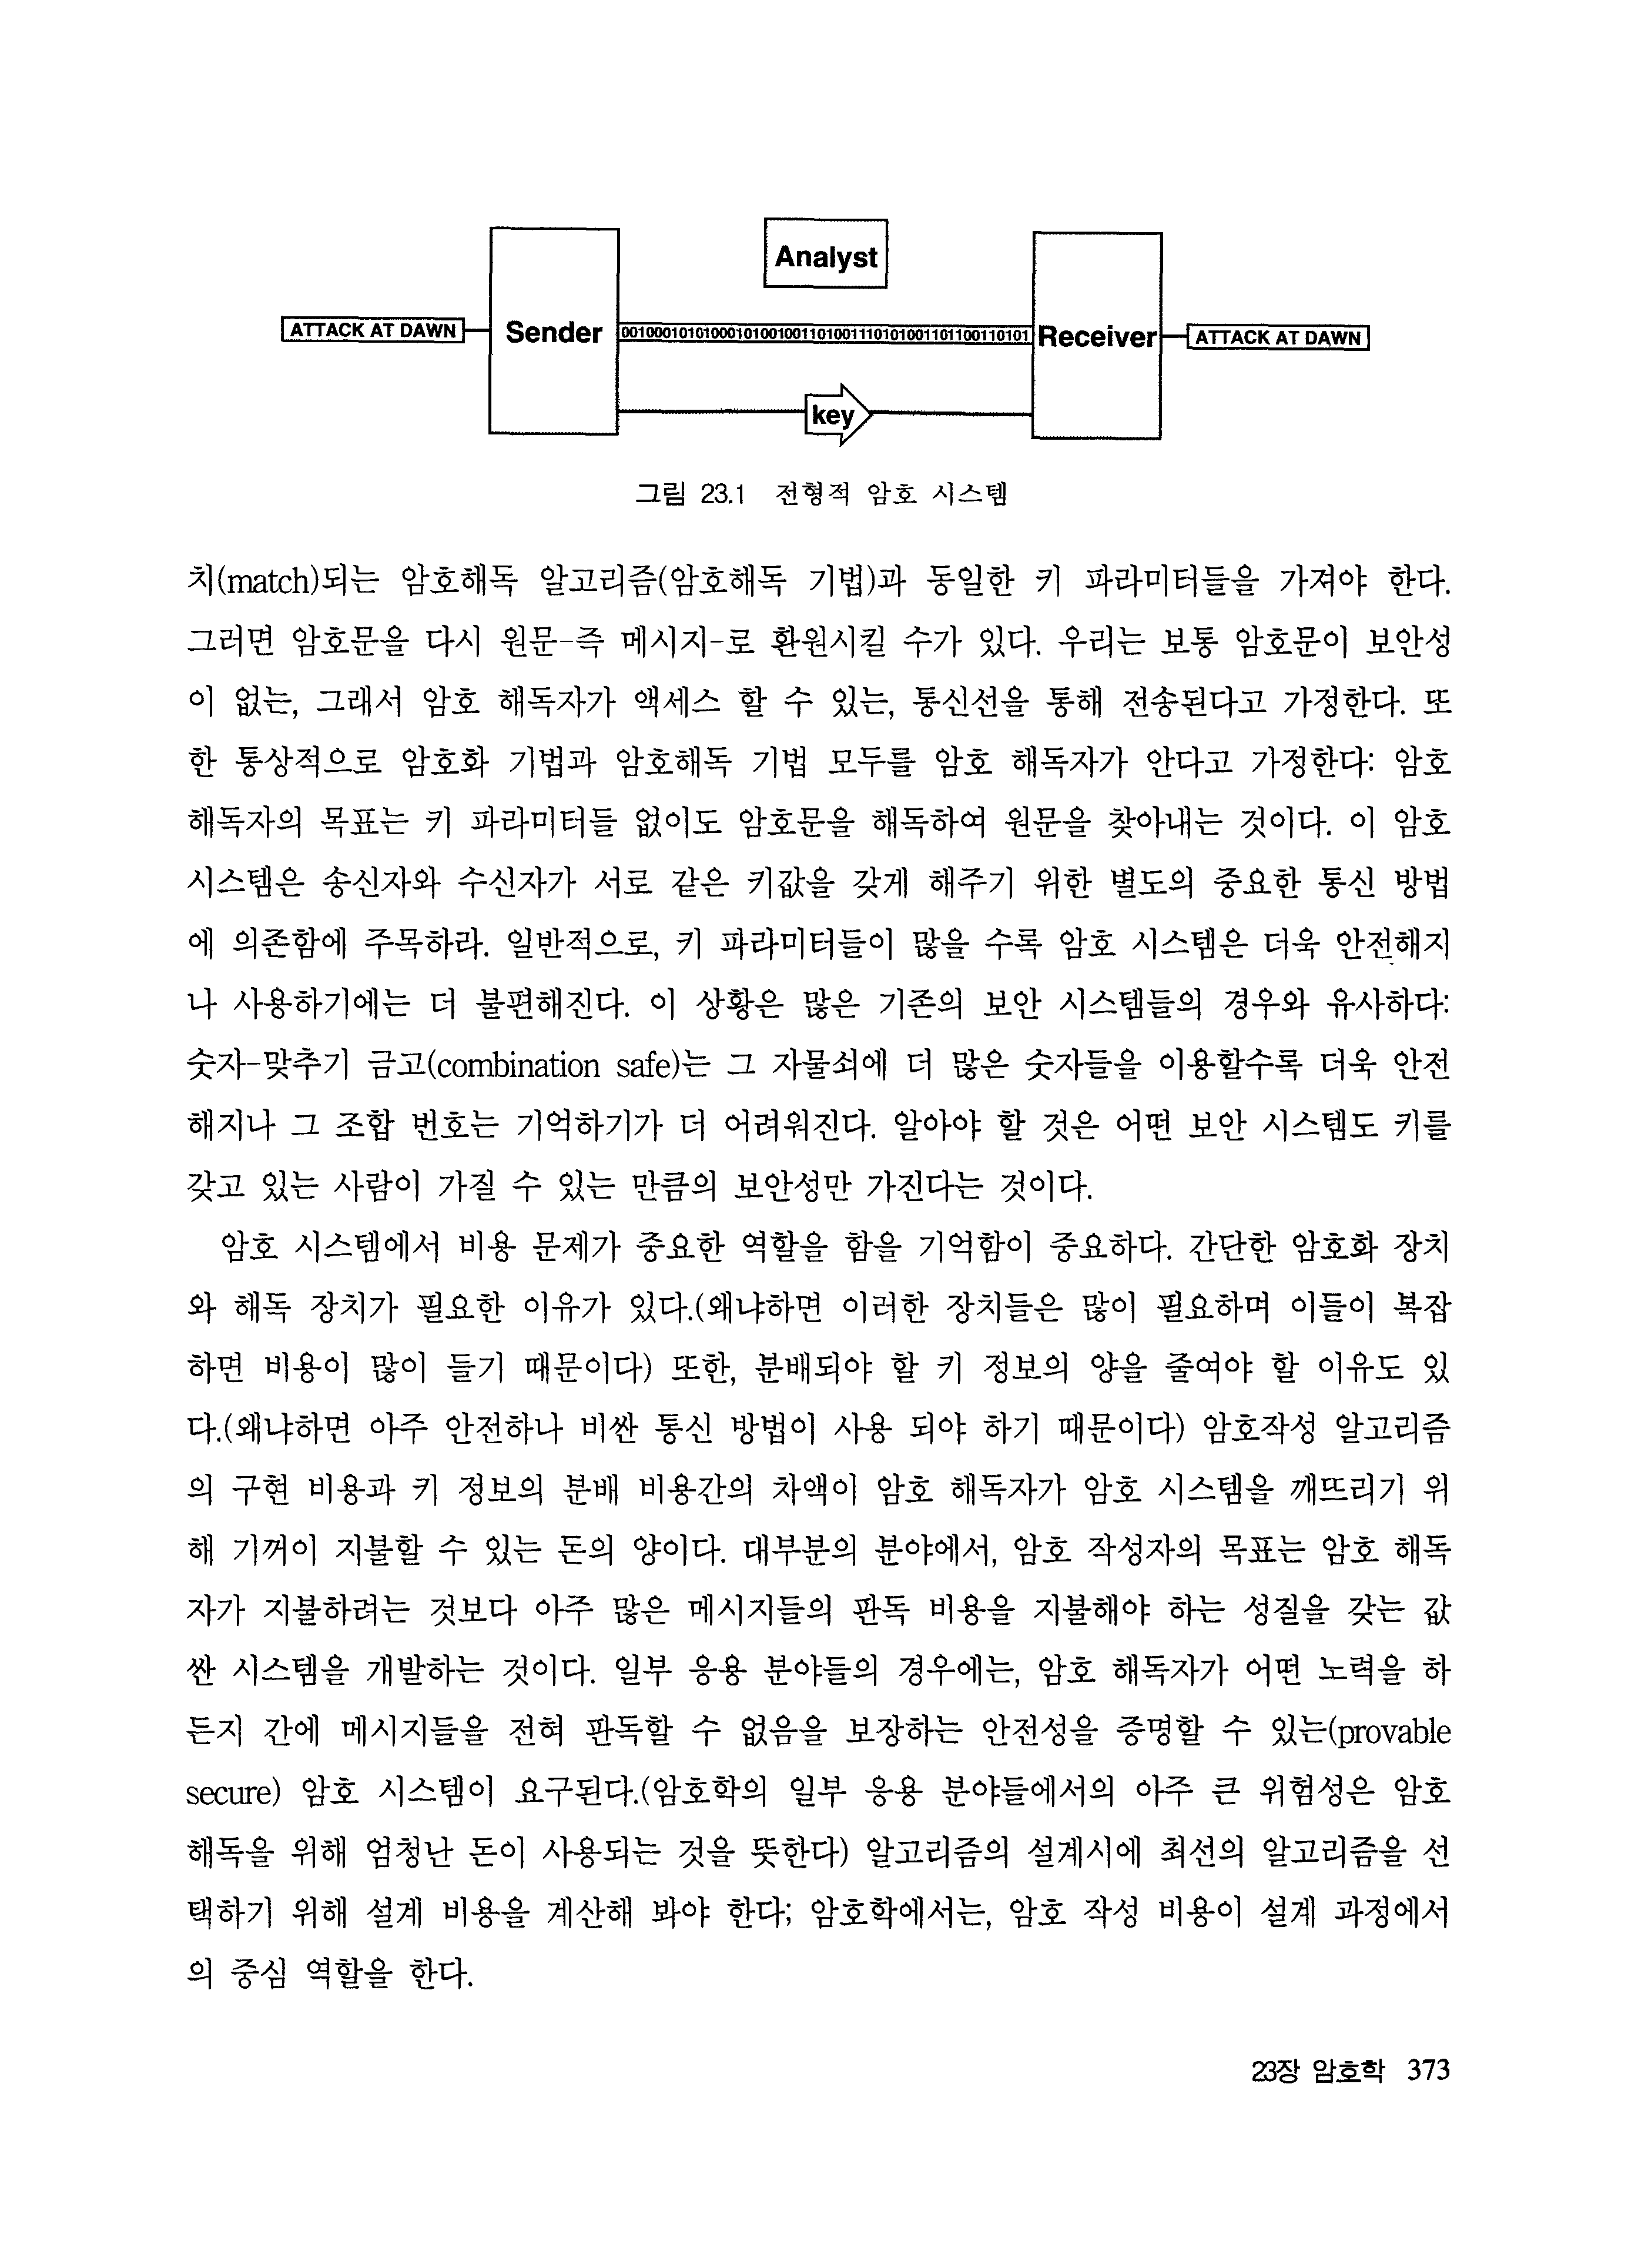 Analyst
ATTACK AT DAWN
Sender
Receiver
ATTACK AT DAWN
key
그림 23.1 전형적 암호 시스템
치(match)되는 암호해독 알고리즘(암호해독 기법)과 동일한 키 파라미터들을 가져야 한다.
그러면 암호문을 다시 원문-즉 메시지-로 환원시킬 수가 있다. 우리는 보통 암호문이 보안성
이 없는, 그래서 암호 해독자가 액세스 할 수 있는, 통신선을 통해 전송된다고 가정한다. 또
한 통상적으로 암호화 기법과 암호해독 기법 모두를 암호 해독자가 안다고 가정한다: 암호
해독자의 목표는 키 파라미터들 없이도 암호문을 해독하여 원문을 찾아내는 것이다. 이 암호
시스템은 송신자와 수신자가 서로 같은 키값을 갖게 해주기 위한 별도의 중요한 통신 방법
에 의존함에 주목하라. 일반적으로, 키 파라미터들이 많을 수록 암호 시스템은 더욱 안전해지
나 사용하기에는 더 불편해진다. 이 상황은 많은 기존의 보안 시스템들의 경우와 유사하다:
숫자-맞추기 금고(combination safe)는 그 자물쇠에 더 많은 숫자들을 이용할수록 더욱 안전
해지나 그 조합 번호는 기억하기가 더 어려워진다. 알아야 할 것은 어떤 보안 시스템도 키를
갖고 있는 사람이 가질 수 있는 만큼의 보안성만 가진다는 것이다.
암호 시스템에서 비용 문제가 중요한 역할을 함을 기억함이 중요하다. 간단한 암호화 장치
와 해독 장치가 필요한 이유가 있다.(왜냐하면 이러한 장치들은 많이 필요하며 이들이 복잡
하면 비용이 많이 들기 때문이다) 또한, 분배되야 할 키 정보의 양을 줄여야 할 이유도 있
다.(왜냐하면 아주 안전하나 비싼 통신 방법이 사용 되야 하기 때문이다) 암호작성 알고리즘
의 구현 비용과 키 정보의 분배 비용간의 차액이 암호 해독자가 암호 시스템을 깨뜨리기 위
해 기꺼이 지불할 수 있는 돈의 양이다. 대부분의 분야에서, 암호 작성자의 목표는 암호 해독
자가 지불하려는 것보다 아주 많은 메시지들의 판독 비용을 지불해야 하는 성질을 갖는 값
싼 시스템을 개발하는 것이다. 일부 응용 분야들의 경우에는, 암호 해독자가 어떤 노력을 하
든지 간에 메시지들을 전혀 판독할 수 없음을 보장하는 안전성을 증명할 수 있는(provable
secure) 암호 시스템이 요구된다.(암호학의 일부 응용 분야들에서의 아주 큰 위험성은 암호
해독을 위해 엄청난 돈이 사용되는 것을 뜻한다) 알고리즘의 설계시에 최선의 알고리즘을 선
택하기 위해 설계 비용을 계산해 봐야 한다; 암호학에서는, 암호 작성 비용이 설계 과정에서
의 중심 역할을 한다.
23장 암호학 373